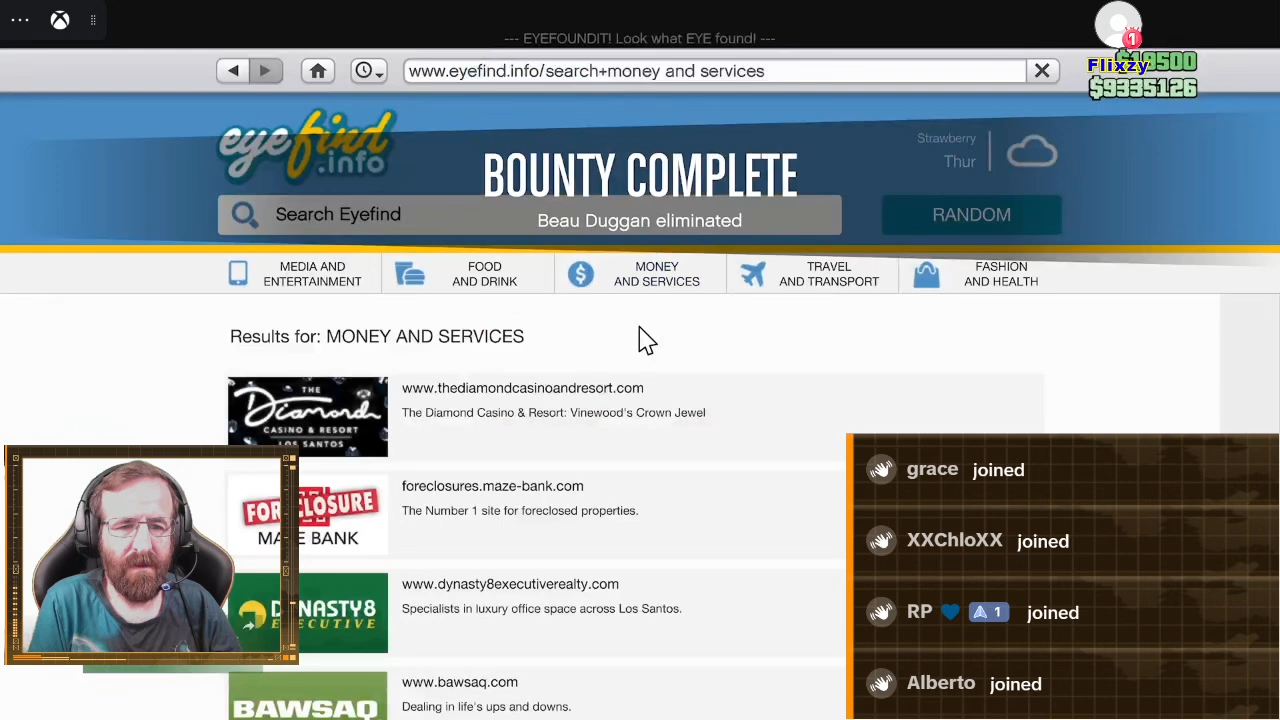 --- EYEFOUNDIT! Look what EYE found! ---
1
Flixzy
$9335126
www.eyefind.info/search+money and services
eyefind
.info
Strawberry
Thur
BOUNTY COMPLETE
Beau Duggan eliminated
Search Eyefind
RANDOM
MEDIA AND
ENTERTAINMENT
FOOD
AND DRINK
MONEY
AND SERVICES
TRAVEL
AND TRANSPORT
FASHION
AND HEALTH
Results for: MONEY AND SERVICES
THE
Diamond
CASINO & RESORT
LOS SANTOS
www.thediamondcasinoandresort.com
The Diamond Casino & Resort: Vinewood's Crown Jewel
FORECLOSURE
MAZE BANK
foreclosures.maze-bank.com
The Number 1 site for foreclosed properties.
DYNASTY8
EXECUTIVE
www.dynasty8executiverealty.com
Specialists in luxury office space across Los Santos.
BAWSAQ
www.bawsaq.com
Dealing in life's ups and downs.
grace joined
XXChloXX joined
RP 1 joined
Alberto joined